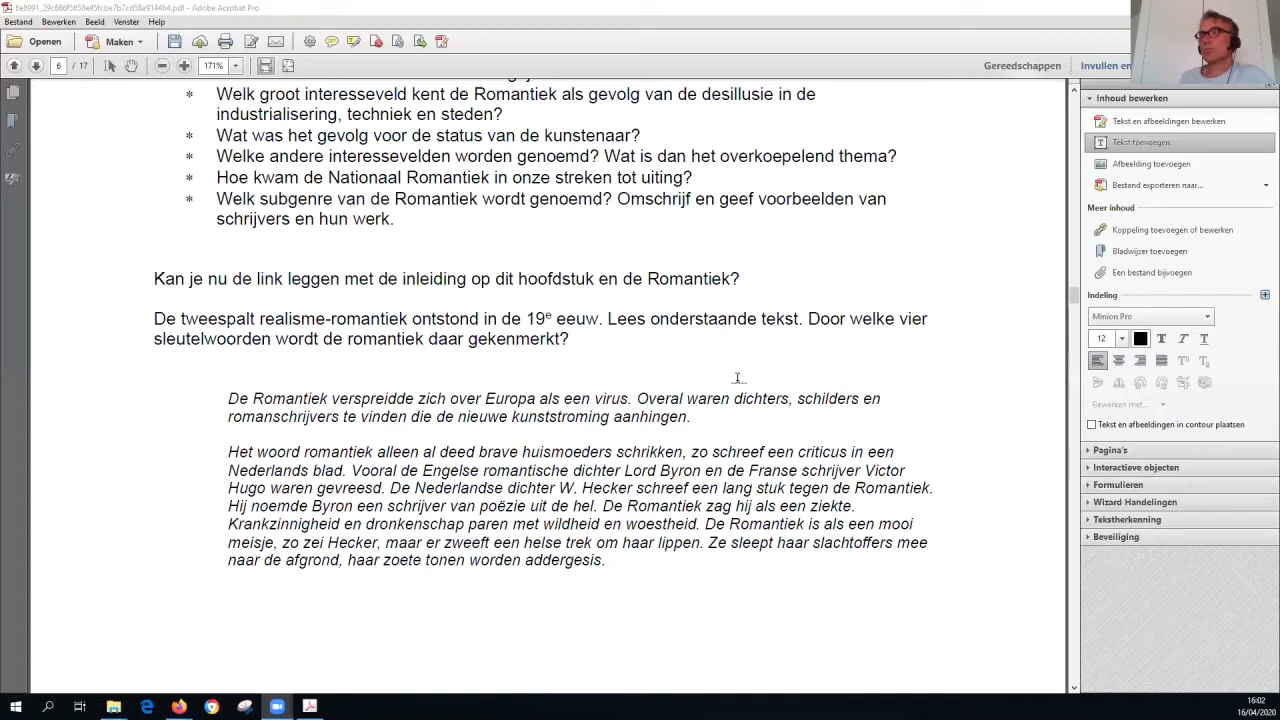 6e8991_29c686f5658e45fcbe7b7cd58a9144b4.pdf - Adobe Acrobat Pro
Bestand Bewerken Beeld Venster Help
Openen Maken
6 / 17 171% Gereedschappen Invullen en
* Welk groot interesseveld kent de Romantiek als gevolg van de desillusie in de
industrialisering, techniek en steden?
* Wat was het gevolg voor de status van de kunstenaar?
* Welke andere interessevelden worden genoemd? Wat is dan het overkoepelend thema?
* Hoe kwam de Nationaal Romantiek in onze streken tot uiting?
* Welk subgenre van de Romantiek wordt genoemd? Omschrijf en geef voorbeelden van
schrijvers en hun werk.
Kan je nu de link leggen met de inleiding op dit hoofdstuk en de Romantiek?
De tweespalt realisme-romantiek ontstond in de 19e eeuw. Lees onderstaande tekst. Door welke vier
sleutelwoorden wordt de romantiek daar gekenmerkt?
De Romantiek verspreidde zich over Europa als een virus. Overal waren dichters, schilders en
romanschrijvers te vinden die de nieuwe kunststroming aanhingen.
Het woord romantiek alleen al deed brave huismoeders schrikken, zo schreef een criticus in een
Nederlands blad. Vooral de Engelse romantische dichter Lord Byron en de Franse schrijver Victor
Hugo waren gevreesd. De Nederlandse dichter W. Hecker schreef een lang stuk tegen de Romantiek.
Hij noemde Byron een schrijver van poëzie uit de hel. De Romantiek zag hij als een ziekte.
Krankzinnigheid en dronkenschap paren met wildheid en woestheid. De Romantiek is als een mooi
meisje, zo zei Hecker, maar er zweeft een helse trek om haar lippen. Ze sleept haar slachtoffers mee
naar de afgrond, haar zoete tonen worden addergesis.
Inhoud bewerken
Tekst en afbeeldingen bewerken
Tekst toevoegen
Afbeelding toevoegen
Bestand exporteren naar...
Meer inhoud
Koppeling toevoegen of bewerken
Bladwijzer toevoegen
Een bestand bijvoegen
Indeling
Minion Pro
12
Bewerken met...
Tekst en afbeeldingen in contour plaatsen
Pagina's
Interactieve objecten
Formulieren
Wizard Handelingen
Tekstherkenning
Beveiliging
16:02
16/04/2020